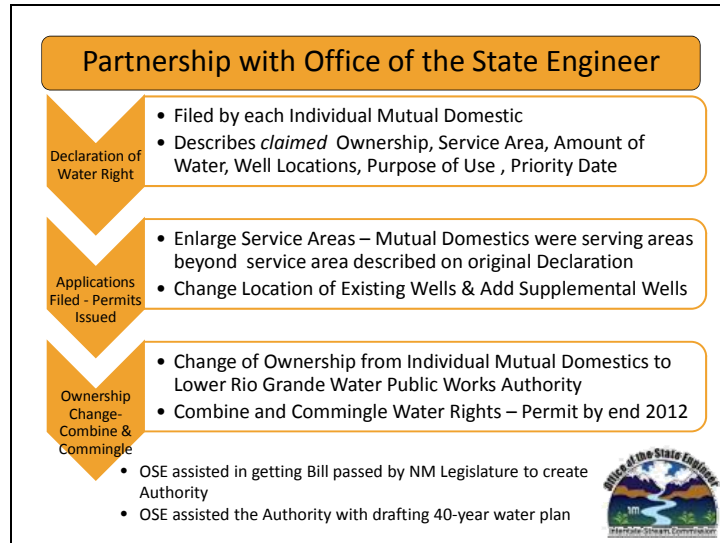 Partnership with Office of the State Engineer
Declaration of
Water Right
• Filed by each Individual Mutual Domestic
• Describes claimed Ownership, Service Area, Amount of
Water, Well Locations, Purpose of Use , Priority Date
Applications
Filed - Permits
Issued
• Enlarge Service Areas – Mutual Domestics were serving areas
beyond service area described on original Declaration
• Change Location of Existing Wells & Add Supplemental Wells
Ownership
Change-
Combine &
Commingle
• Change of Ownership from Individual Mutual Domestics to
Lower Rio Grande Water Public Works Authority
• Combine and Commingle Water Rights – Permit by end 2012
• OSE assisted in getting Bill passed by NM Legislature to create
Authority
• OSE assisted the Authority with drafting 40-year water plan
Office of the State Engineer
Interstate Stream Commission